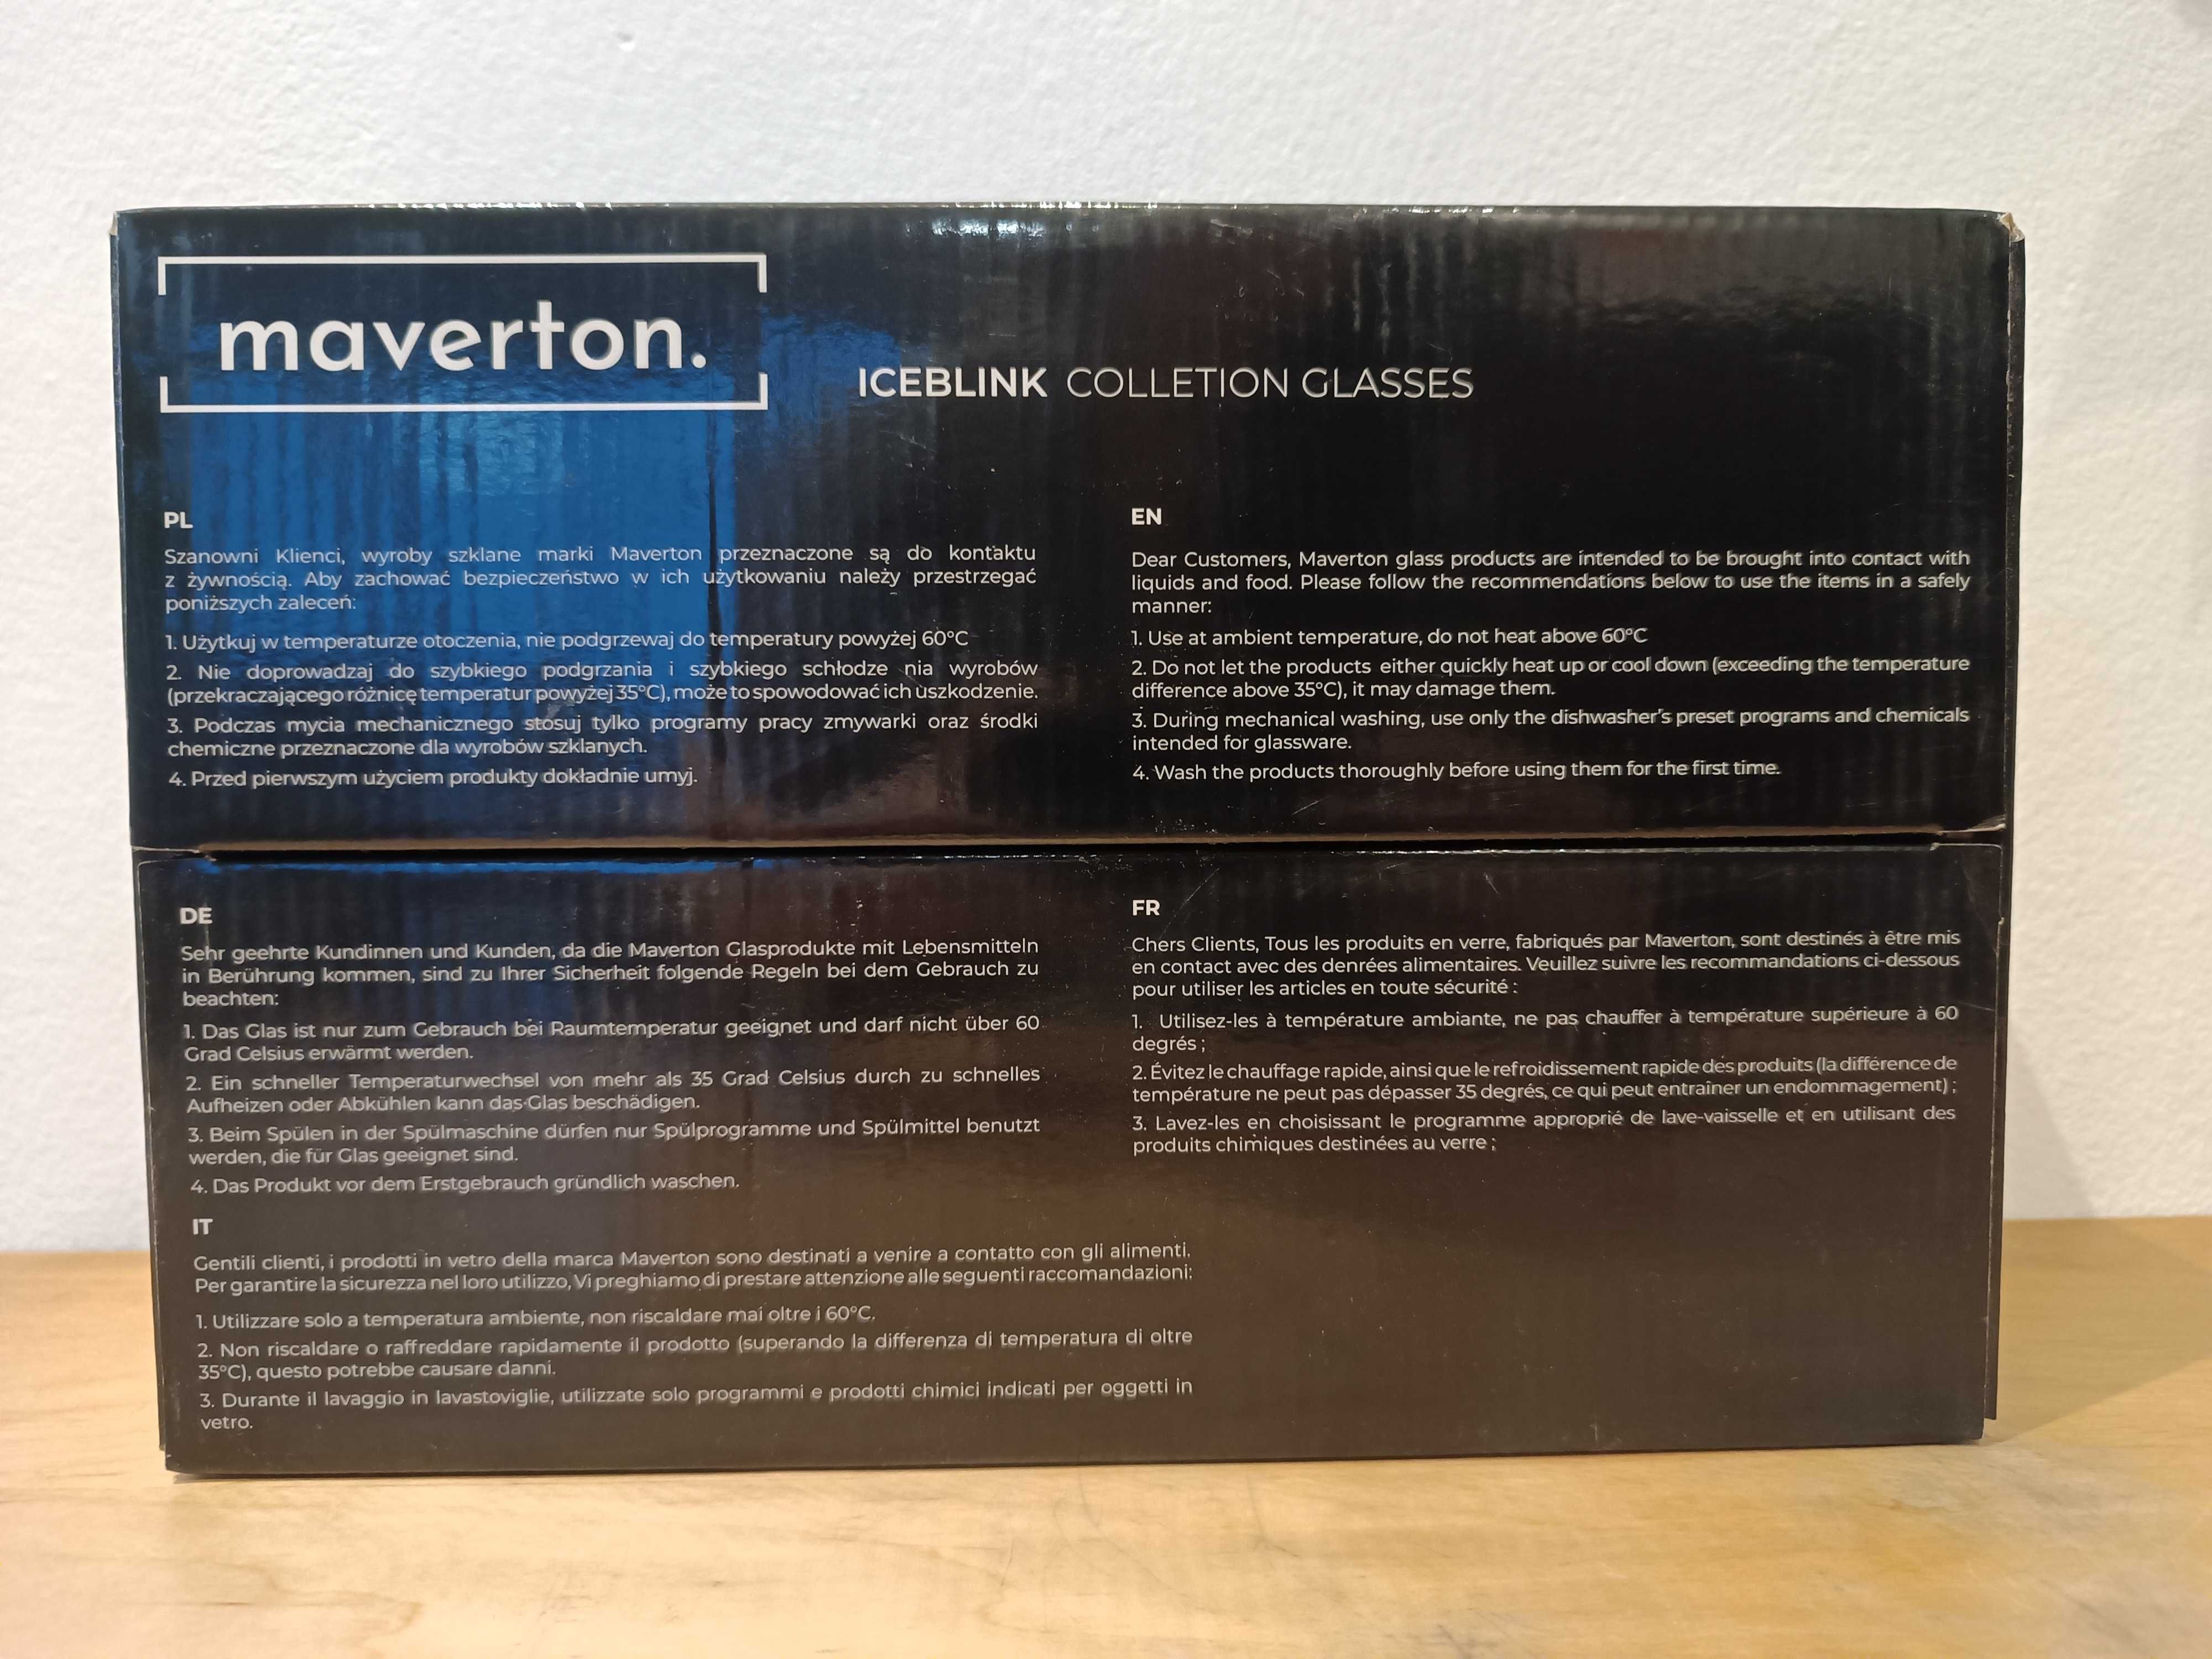 maverton.
ICEBLINK COLLETION GLASSES
PL
Szanowni Klienci, wyroby szklane marki Maverton przeznaczone są do kontaktu
z żywnością. Aby zachować bezpieczeństwo w ich użytkowaniu należy przestrzegać
poniższych zaleceń:
1. Użytkuj w temperaturze otoczenia, nie podgrzewaj do temperatury powyżej 60°C
2. Nie doprowadzaj do szybkiego podgrzania i szybkiego schłodze nia wyrobów
(przekraczającego różnicę temperatur powyżej 35°C), może to spowodować ich uszkodzenie.
3. Podczas mycia mechanicznego stosuj tylko programy pracy zmywarki oraz środki
chemiczne przeznaczone dla wyrobów szklanych.
4. Przed pierwszym użyciem produkty dokładnie umyj.
EN
Dear Customers, Maverton glass products are intended to be brought into contact with
liquids and food. Please follow the recommendations below to use the items in a safely
manner:
1. Use at ambient temperature, do not heat above 60°C
2. Do not let the products either quickly heat up or cool down (exceeding the temperature
difference above 35°C), it may damage them.
3. During mechanical washing, use only the dishwasher's preset programs and chemicals
intended for glassware.
4. Wash the products thoroughly before using them for the first time.
DE
Sehr geehrte Kundinnen und Kunden, da die Maverton Glasprodukte mit Lebensmitteln
in Berührung kommen, sind zu Ihrer Sicherheit folgende Regeln bei dem Gebrauch zu
beachten:
1. Das Glas ist nur zum Gebrauch bei Raumtemperatur geeignet und darf nicht über 60
Grad Celsius erwärmt werden.
2. Ein schneller Temperaturwechsel von mehr als 35 Grad Celsius durch zu schnelles
Aufheizen oder Abkühlen kann das Glas beschädigen.
3. Beim Spülen in der Spülmaschine dürfen nur Spülprogramme und Spülmittel benutzt
werden, die für Glas geeignet sind.
4. Das Produkt vor dem Erstgebrauch gründlich waschen.
FR
Chers Clients, Tous les produits en verre, fabriqués par Maverton, sont destinés à être mis
en contact avec des denrées alimentaires. Veuillez suivre les recommandations ci-dessous
pour utiliser les articles en toute sécurité :
1. Utilisez-les à température ambiante, ne pas chauffer à température supérieure à 60
degrés ;
2. Évitez le chauffage rapide, ainsi que le refroidissement rapide des produits (la différence de
température ne peut pas dépasser 35 degrés, ce qui peut entraîner un endommagement) ;
3. Lavez-les en choisissant le programme approprié de lave-vaisselle et en utilisant des
produits chimiques destinées au verre ;
IT
Gentili clienti, i prodotti in vetro della marca Maverton sono destinati a venire a contatto con gli alimenti.
Per garantire la sicurezza nel loro utilizzo, Vi preghiamo di prestare attenzione alle seguenti raccomandazioni:
1. Utilizzare solo a temperatura ambiente, non riscaldare mai oltre i 60°C.
2. Non riscaldare o raffreddare rapidamente il prodotto (superando la differenza di temperatura di oltre
35°C), questo potrebbe causare danni.
3. Durante il lavaggio in lavastoviglie, utilizzate solo programmi e prodotti chimici indicati per oggetti in
vetro.